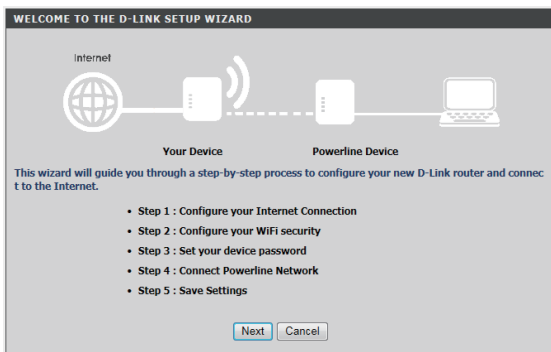 WELCOME TO THE D-LINK SETUP WIZARD
Internet
Your Device
Powerline Device
This wizard will guide you through a step-by-step process to configure your new D-Link router and connec
t to the Internet.
• Step 1 : Configure your Internet Connection
• Step 2 : Configure your WiFi security
• Step 3 : Set your device password
• Step 4 : Connect Powerline Network
• Step 5 : Save Settings
Next
Cancel